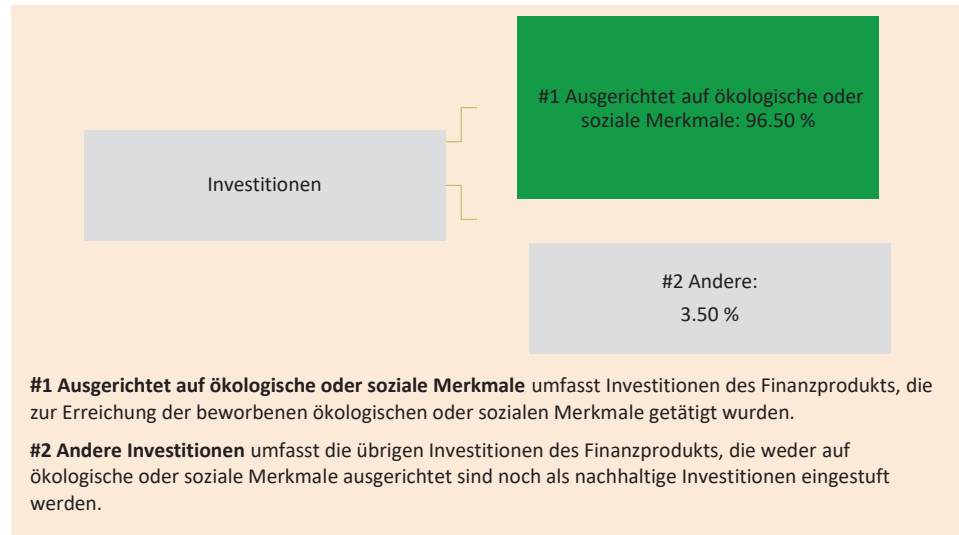 #1 Ausgerichtet auf ökologische oder
soziale Merkmale: 96.50 %
Investitionen
#2 Andere:
3.50 %
#1 Ausgerichtet auf ökologische oder soziale Merkmale umfasst Investitionen des Finanzprodukts, die
zur Erreichung der beworbenen ökologischen oder sozialen Merkmale getätigt wurden.
#2 Andere Investitionen umfasst die übrigen Investitionen des Finanzprodukts, die weder auf
ökologische oder soziale Merkmale ausgerichtet sind noch als nachhaltige Investitionen eingestuft
werden.